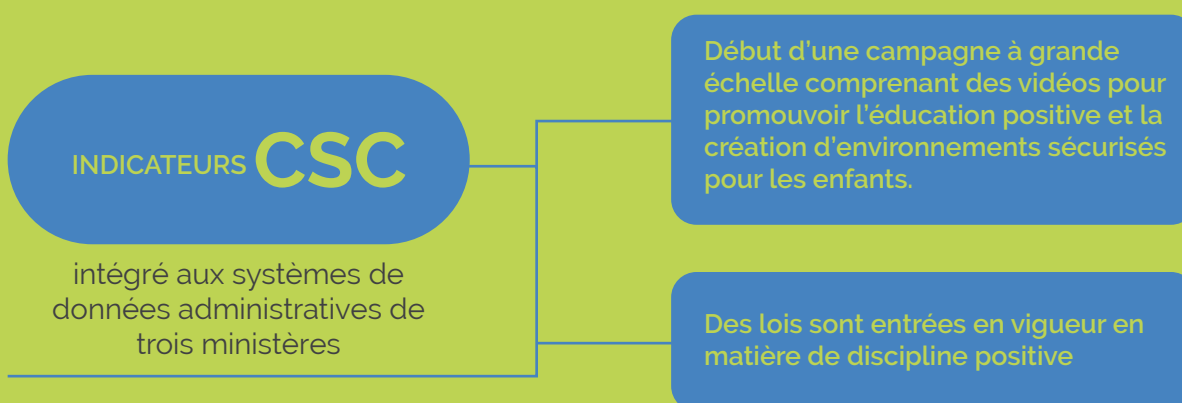 INDICATEURS CSC
intégré aux systèmes de
données administratives de
trois ministères
Début d’une campagne à grande
échelle comprenant des vidéos pour
promouvoir l’éducation positive et la
création d’environnements sécurisés
pour les enfants.
Des lois sont entrées en vigueur en
matière de discipline positive